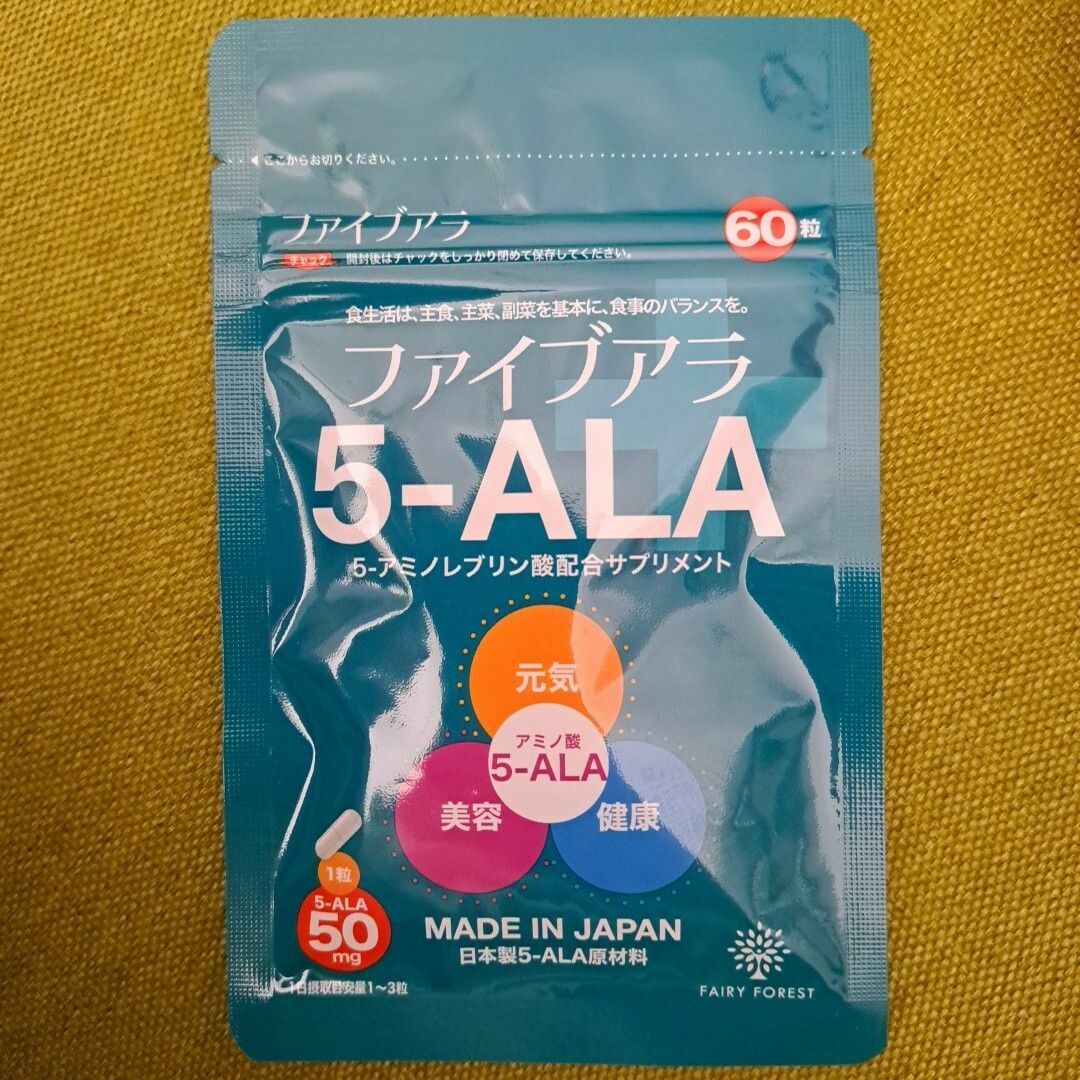 ◀ここからお切りください。
ファイブアラ
60粒
チャック 開封後はチャックをしっかり閉めて保存してください。
食生活は、主食、主菜、副菜を基本に、食事のバランスを。
ファイブアラ
5-ALA
5-アミノレブリン酸配合サプリメント
元気
アミノ酸
5-ALA
美容
健康
1粒
5-ALA
50
mg
MADE IN JAPAN
日本製5-ALA原材料
1日摂取目安量1~3粒
FAIRY FOREST